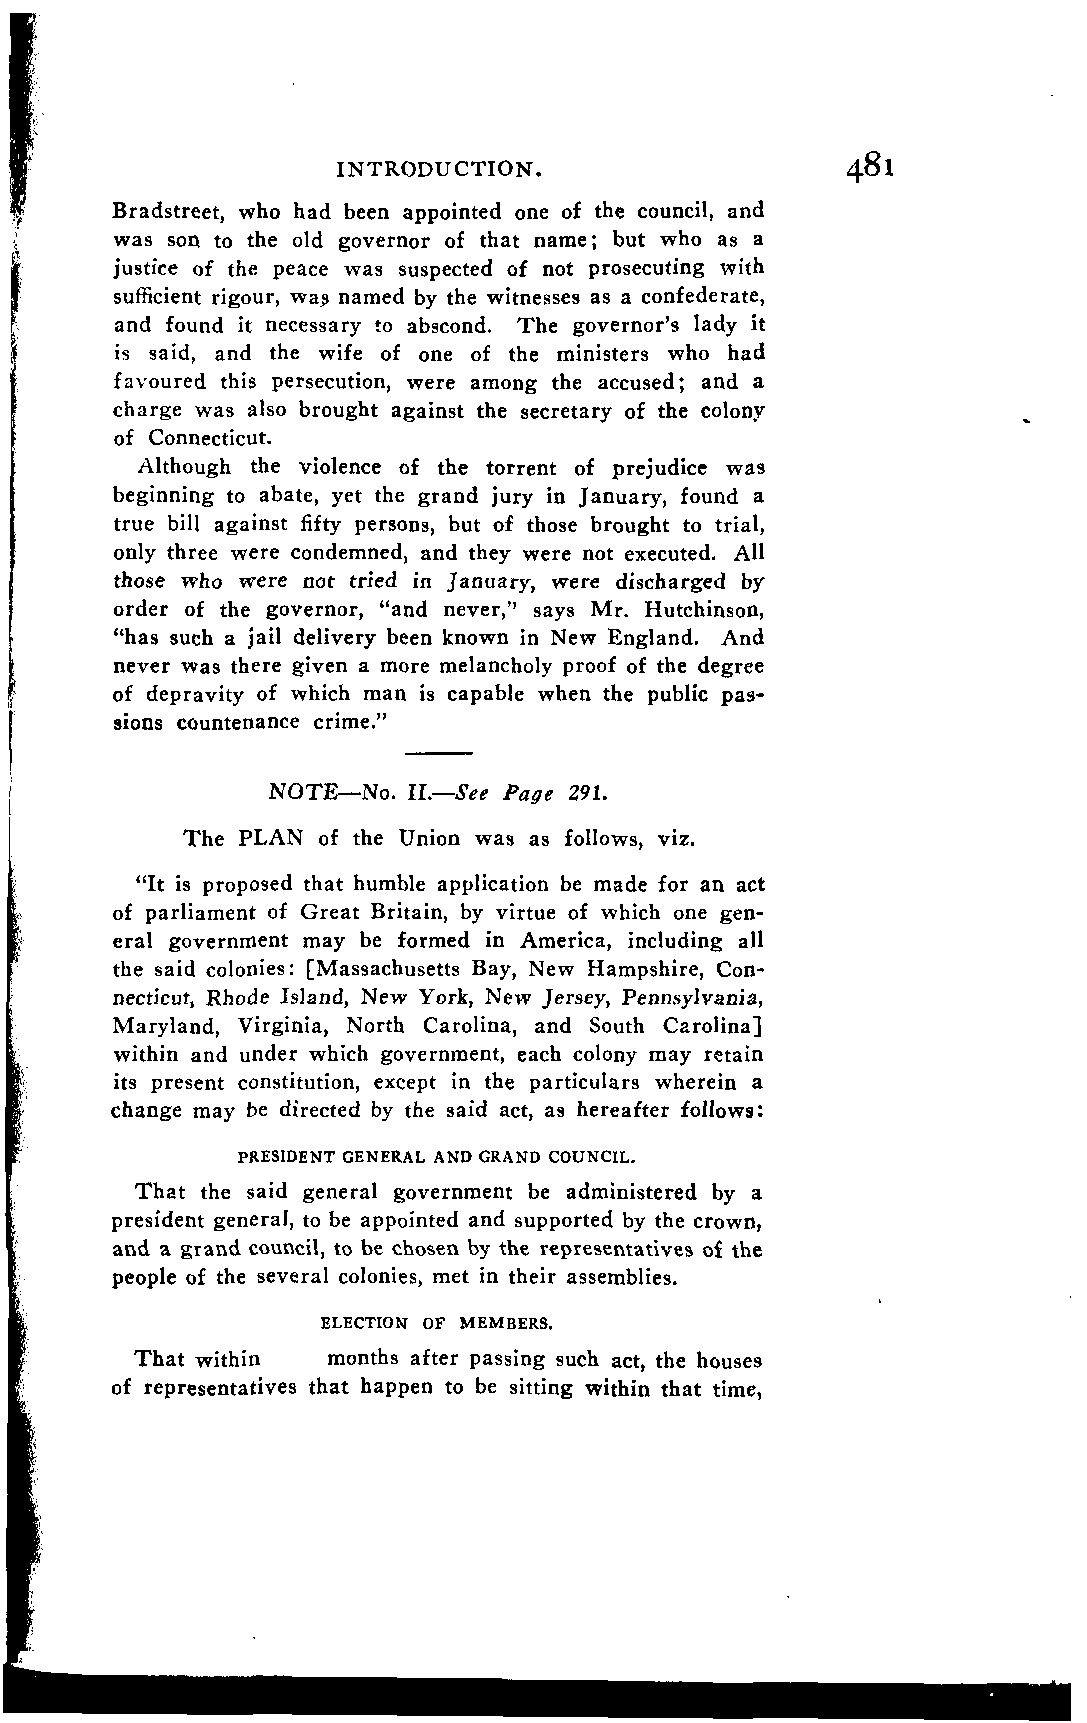 INTRODUCTION. 481
Bradstreet, who had been appointed one of the council, and
was son to the old governor of that name; but who as a
justice of the peace was suspected of not prosecuting with
sufficient rigour, was named by the witnesses as a confederate,
and found it necessary to abscond. The governor's lady it
is said, and the wife of one of the ministers who had
favoured this persecution, were among the accused; and a
charge was also brought against the secretary of the colony
of Connecticut.
Although the violence of the torrent of prejudice was
beginning to abate, yet the grand jury in January, found a
true bill against fifty persons, but of those brought to trial,
only three were condemned, and they were not executed. All
those who were not tried in January, were discharged by
order of the governor, "and never," says Mr. Hutchinson,
"has such a jail delivery been known in New England. And
never was there given a more melancholy proof of the degree
of depravity of which man is capable when the public pas-
sions countenance crime."
NOTE—No. II.—See Page 291.
The PLAN of the Union was as follows, viz.
"It is proposed that humble application be made for an act
of parliament of Great Britain, by virtue of which one gen-
eral government may be formed in America, including all
the said colonies: [Massachusetts Bay, New Hampshire, Con-
necticut, Rhode Island, New York, New Jersey, Pennsylvania,
Maryland, Virginia, North Carolina, and South Carolina]
within and under which government, each colony may retain
its present constitution, except in the particulars wherein a
change may be directed by the said act, as hereafter follows:
PRESIDENT GENERAL AND GRAND COUNCIL.
That the said general government be administered by a
president general, to be appointed and supported by the crown,
and a grand council, to be chosen by the representatives of the
people of the several colonies, met in their assemblies.
ELECTION OF MEMBERS.
That within months after passing such act, the houses
of representatives that happen to be sitting within that time,